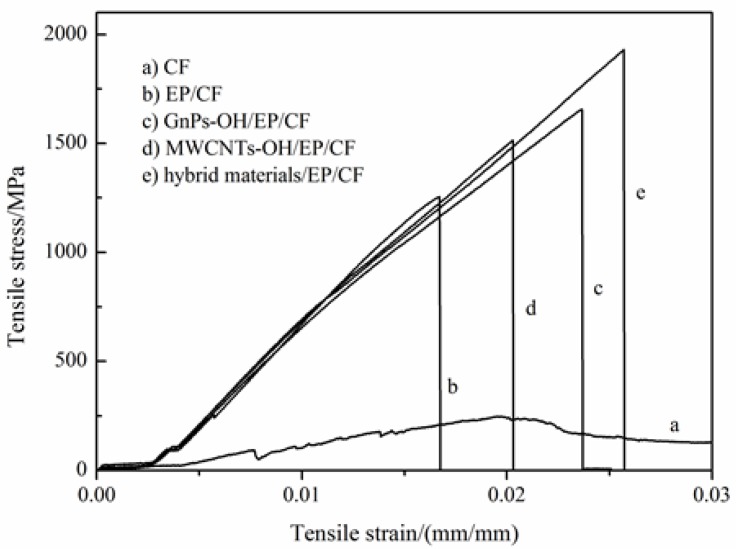 2000
a) CF
b) EP/CF
c) GnPs-OH/EP/CF
1500
d) MWCNTs-OH/EP/CF
e) hybrid materials/EP/CF
e
Tensile stress/MPa
1000
c
d
500
b
a
0
0.00
0.01
0.02
0.03
Tensile strain/(mm/mm)